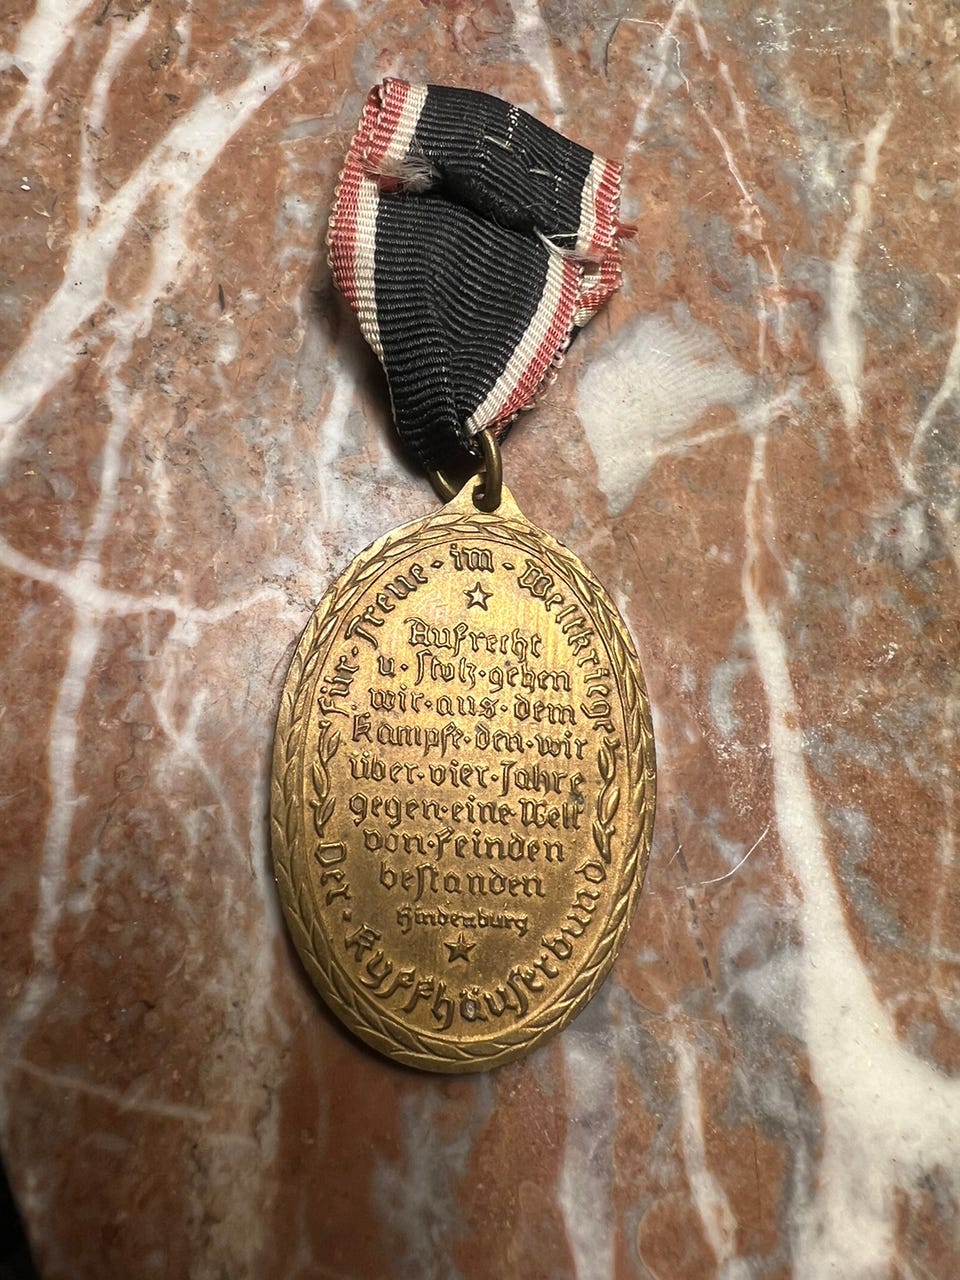 Für · Treue · im · Weltkriege
Aufrecht
u · stolz · gehen
wir · aus · dem
Kampfe · den · wir
über · vier · Jahre
gegen · eine · Welt
von · Feinden
bestanden
Hindenburg
Der · Kyffhäuserbund